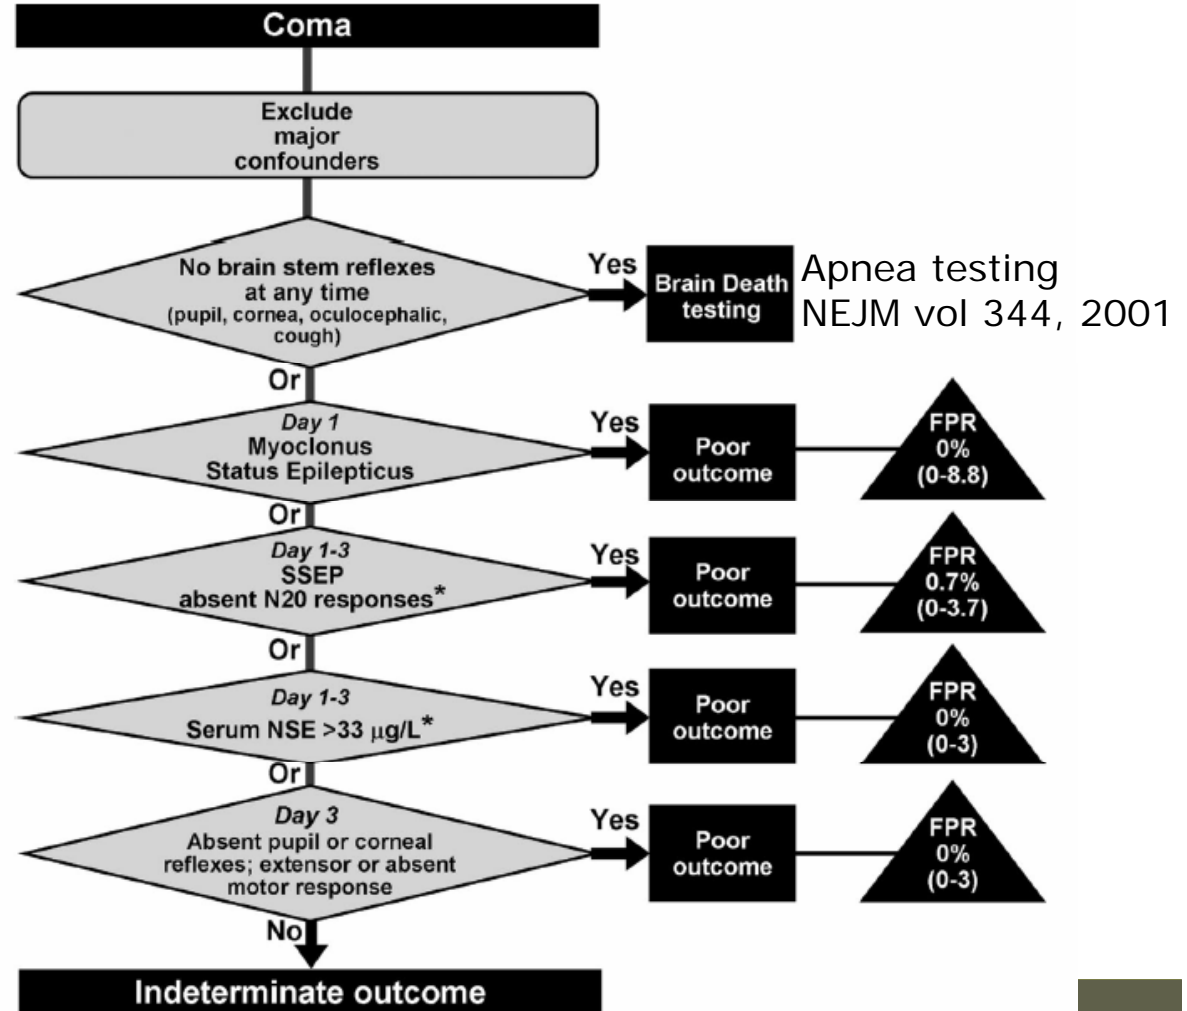 Coma
Exclude
major
confounders
No brain stem reflexes
at any time
(pupil, cornea, oculocephalic,
cough)
Yes
Brain Death
testing
Apnea testing
NEJM vol 344, 2001
Or
Day 1
Myoclonus
Status Epilepticus
Yes
Poor
outcome
FPR
0%
(0-8.8)
Or
Day 1-3
SSEP
absent N20 responses*
Yes
Poor
outcome
FPR
0.7%
(0-3.7)
Or
Day 1-3
Serum NSE >33 μg/L*
Yes
Poor
outcome
FPR
0%
(0-3)
Or
Day 3
Absent pupil or corneal
reflexes; extensor or absent
motor response
Yes
Poor
outcome
FPR
0%
(0-3)
No
Indeterminate outcome